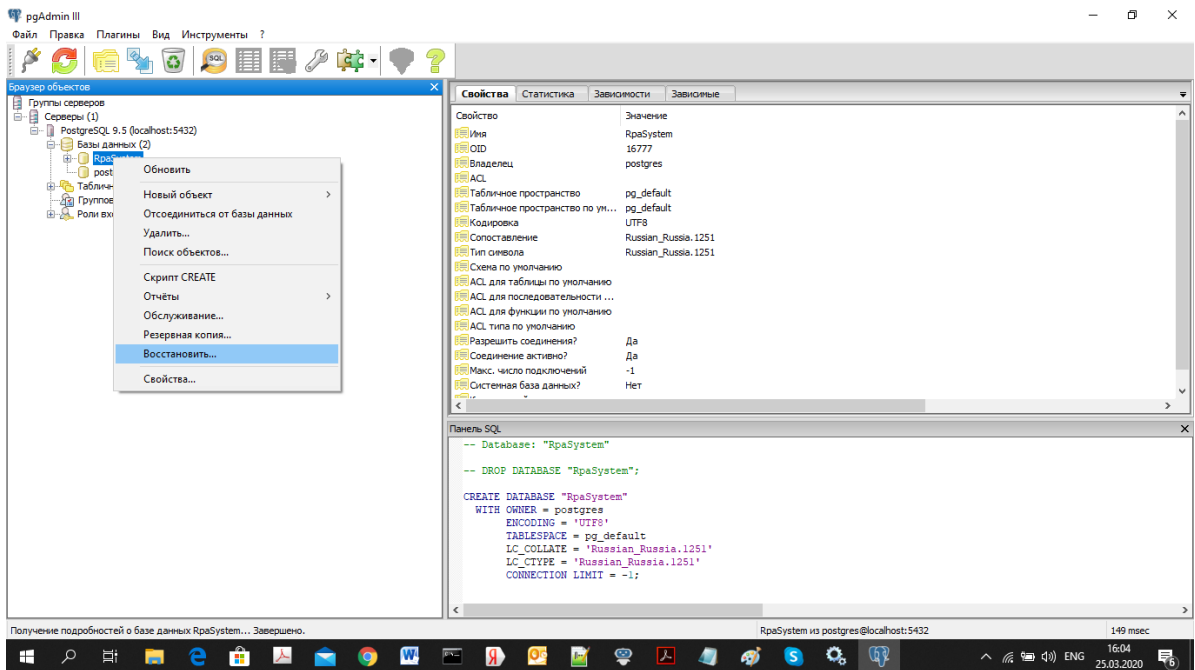 pgAdmin III
Файл Правка Плагины Вид Инструменты ?
SQL
Браузер объектов
Группы серверов
Серверы (1)
PostgreSQL 9.5 (localhost:5432)
Базы данных (2)
post
Обновить
Новый объект
Отсоединиться от базы данных
Удалить...
Поиск объектов...
Скрипт CREATE
Отчёты
Обслуживание...
Резервная копия...
Восстановить...
Свойства...
Свойства Статистика Зависимости Зависимые
Свойство Значение
Имя RpaSystem
OID 16777
Владелец postgres
ACL
Табличное пространство pg_default
Табличное пространство по ум... pg_default
Кодировка UTF8
Сопоставление Russian_Russia.1251
Тип символа Russian_Russia.1251
Схема по умолчанию
ACL для таблицы по умолчанию
ACL для последовательности ...
ACL для функции по умолчанию
ACL типа по умолчанию
Разрешить соединения? Да
Соединение активно? Да
Макс. число подключений -1
Системная база данных? Нет
Панель SQL
-- Database: "RpaSystem"
-- DROP DATABASE "RpaSystem";
CREATE DATABASE "RpaSystem"
WITH OWNER = postgres
ENCODING = 'UTF8'
TABLESPACE = pg_default
LC_COLLATE = 'Russian_Russia.1251'
LC_CTYPE = 'Russian_Russia.1251'
CONNECTION LIMIT = -1;
Получение подробностей о базе данных RpaSystem... Завершено.
RpaSystem из postgres@localhost:5432
149 msec
ENG
16:04
25.03.2020